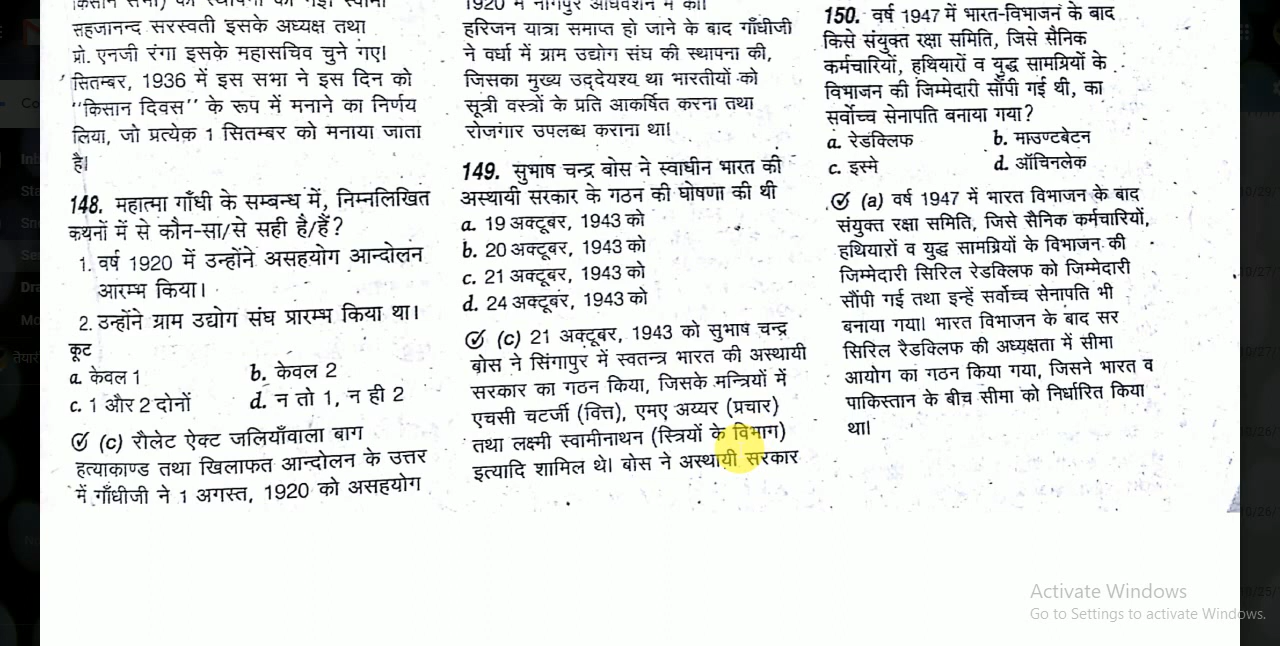 सहजानन्द सरस्वती इसके अध्यक्ष तथा
प्रो. एनजी रंगा इसके महासचिव चुने गए।
सितम्बर, 1936 में इस सभा ने इस दिन को
‘‘किसान दिवस’’ के रूप में मनाने का निर्णय
लिया, जो प्रत्येक 1 सितम्बर को मनाया जाता
है।
148. महात्मा गाँधी के सम्बन्ध में, निम्नलिखित
कथनों में से कौन-सा/से सही है/हैं?
1. वर्ष 1920 में उन्होंने असहयोग आन्दोलन
आरम्भ किया।
2. उन्होंने ग्राम उद्योग संघ प्रारम्भ किया था।
कूट
a. केवल 1 b. केवल 2
c. 1 और 2 दोनों d. न तो 1, न ही 2
(c) रौलेट ऐक्ट जलियाँवाला बाग
हत्याकाण्ड तथा खिलाफत आन्दोलन के उत्तर
में गाँधीजी ने 1 अगस्त, 1920 को असहयोग
1920 में नागपुर अधिवेशन में की।
हरिजन यात्रा समाप्त हो जाने के बाद गाँधीजी
ने वर्धा में ग्राम उद्योग संघ की स्थापना की,
जिसका मुख्य उद्देयश्य था भारतीयों को
सूत्री वस्त्रों के प्रति आकर्षित करना तथा
रोजगार उपलब्ध कराना था।
149. सुभाष चन्द्र बोस ने स्वाधीन भारत की
अस्थायी सरकार के गठन की घोषणा की थी
a. 19 अक्टूबर, 1943 को
b. 20 अक्टूबर, 1943 को
c. 21 अक्टूबर, 1943 को
d. 24 अक्टूबर, 1943 को
(c) 21 अक्टूबर, 1943 को सुभाष चन्द्र
बोस ने सिंगापुर में स्वतन्त्र भारत की अस्थायी
सरकार का गठन किया, जिसके मन्त्रियों में
एचसी चटर्जी (वित्त), एमए अय्यर (प्रचार)
तथा लक्ष्मी स्वामीनाथन (स्त्रियों के विभाग)
इत्यादि शामिल थे। बोस ने अस्थायी सरकार
150. वर्ष 1947 में भारत-विभाजन के बाद
किसे संयुक्त रक्षा समिति, जिसे सैनिक
कर्मचारियों, हथियारों व युद्ध सामग्रियों के
विभाजन की जिम्मेदारी सौंपी गई थी, का
सर्वोच्च सेनापति बनाया गया?
a. रेडक्लिफ b. माउण्टबेटन
c. इस्मे d. ऑचिनलेक
(a) वर्ष 1947 में भारत विभाजन के बाद
संयुक्त रक्षा समिति, जिसे सैनिक कर्मचारियों,
हथियारों व युद्ध सामग्रियों के विभाजन की
जिम्मेदारी सिरिल रेडक्लिफ को जिम्मेदारी
सौंपी गई तथा इन्हें सर्वोच्च सेनापति भी
बनाया गया। भारत विभाजन के बाद सर
सिरिल रैडक्लिफ की अध्यक्षता में सीमा
आयोग का गठन किया गया, जिसने भारत व
पाकिस्तान के बीच सीमा को निर्धारित किया
था।
Activate Windows
Go to Settings to activate Windows.